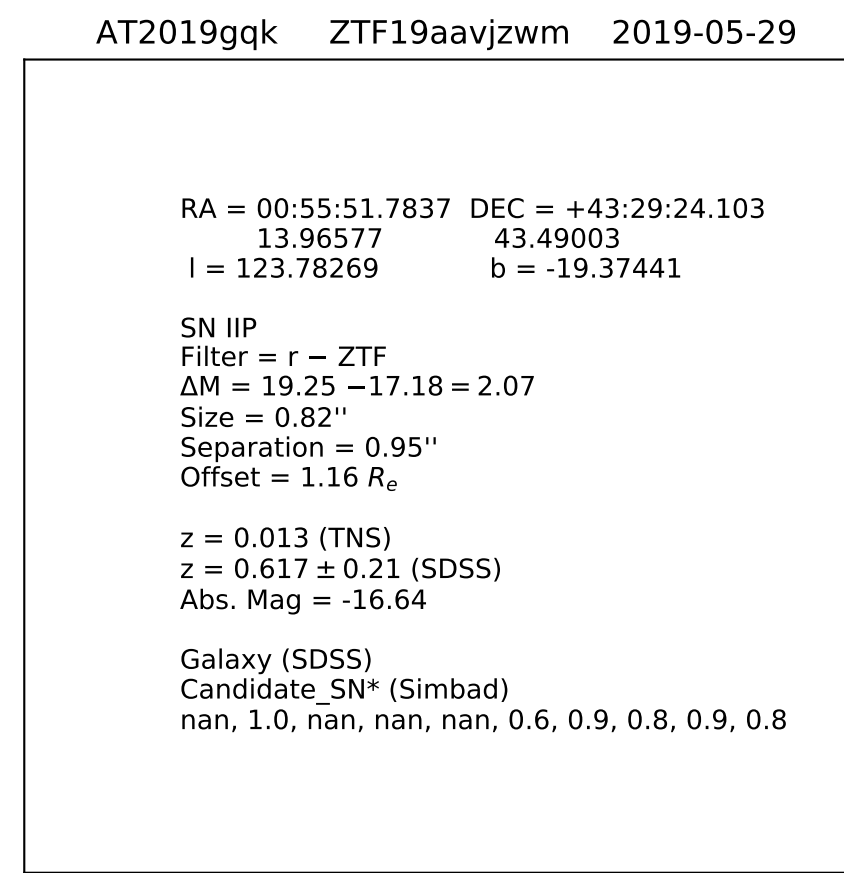 AT2019gqk ZTF19aavjzwm 2019-05-29
RA = 00:55:51.7837 DEC = +43:29:24.103
13.96577 43.49003
l = 123.78269 b = -19.37441
SN IIP
Filter = r − ZTF
ΔM = 19.25 −17.18 = 2.07
Size = 0.82''
Separation = 0.95''
Offset = 1.16 Re
z = 0.013 (TNS)
z = 0.617 ± 0.21 (SDSS)
Abs. Mag = -16.64
Galaxy (SDSS)
Candidate_SN* (Simbad)
nan, 1.0, nan, nan, nan, 0.6, 0.9, 0.8, 0.9, 0.8